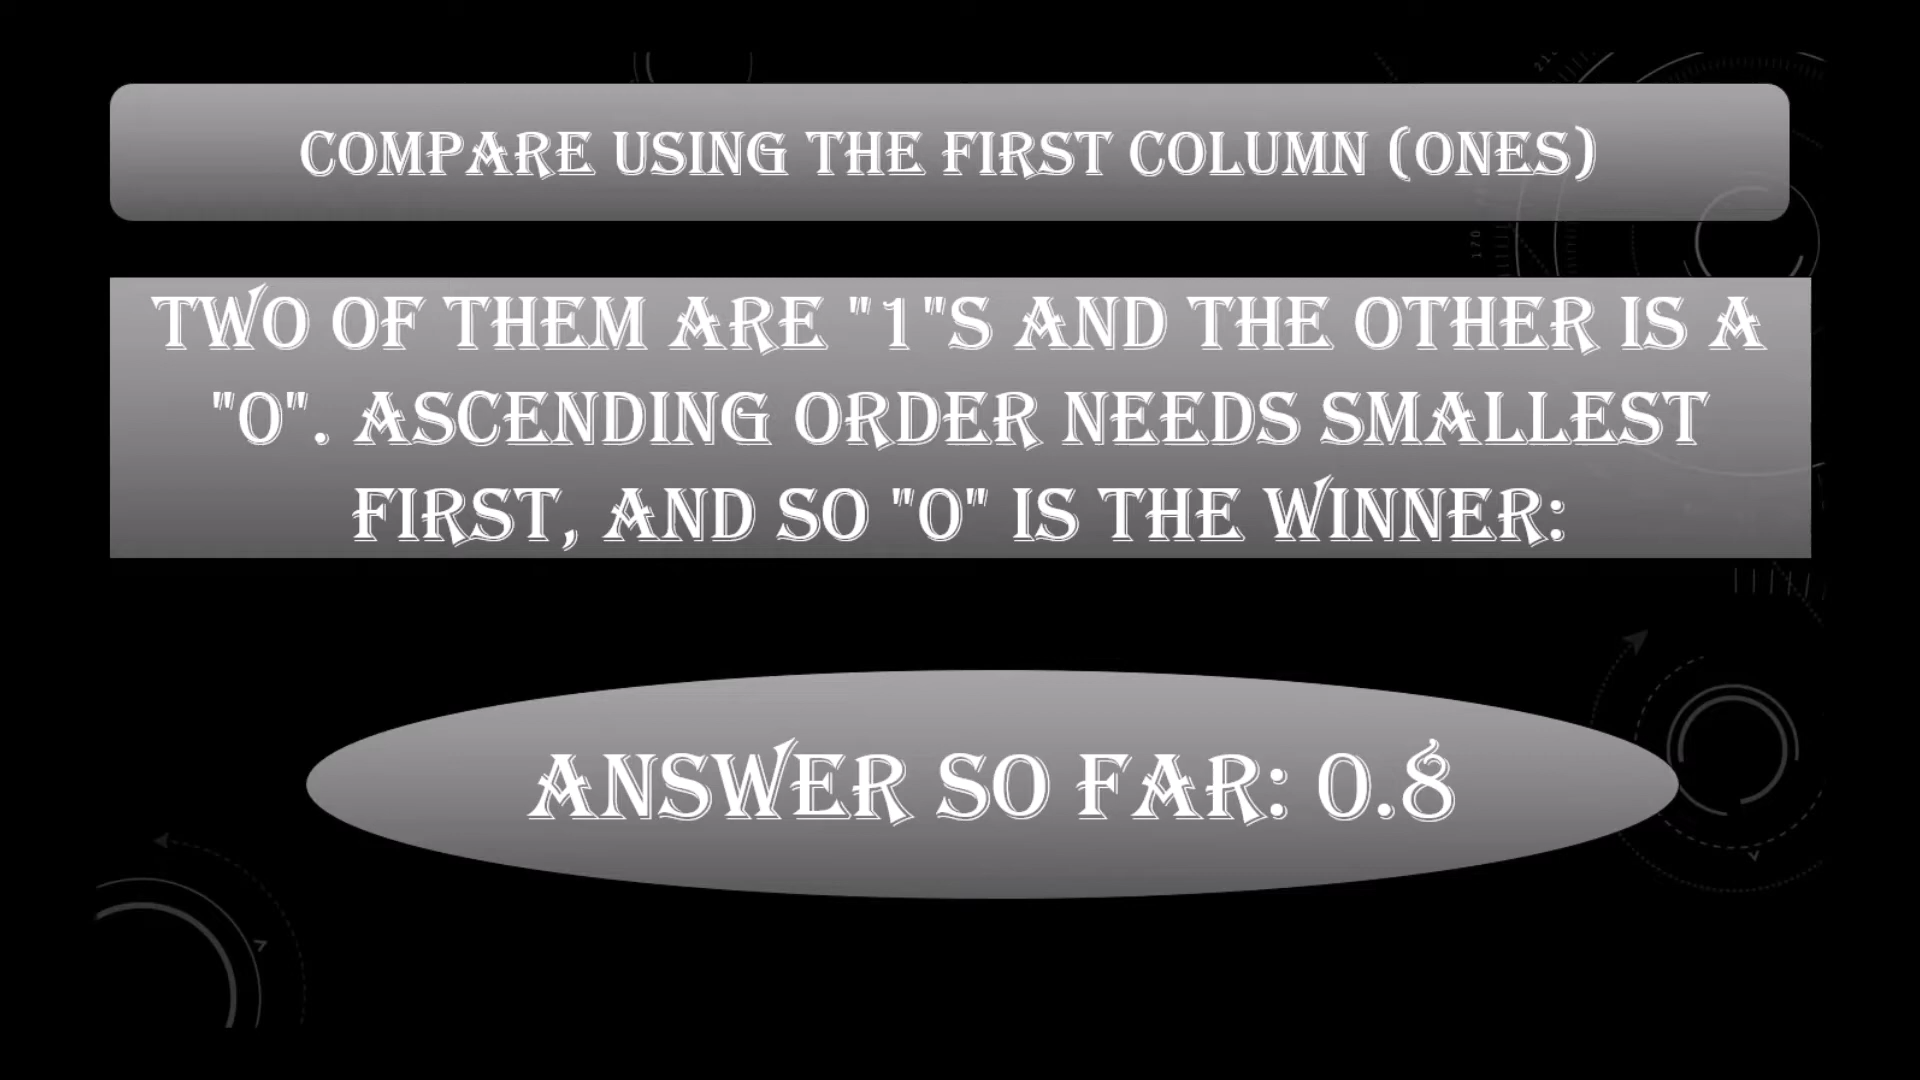 COMPARE USING THE FIRST COLUMN (ONES)
TWO OF THEM ARE "1"S AND THE OTHER IS A
"0". ASCENDING ORDER NEEDS SMALLEST
FIRST, AND SO "0" IS THE WINNER:
ANSWER SO FAR: 0.8
170